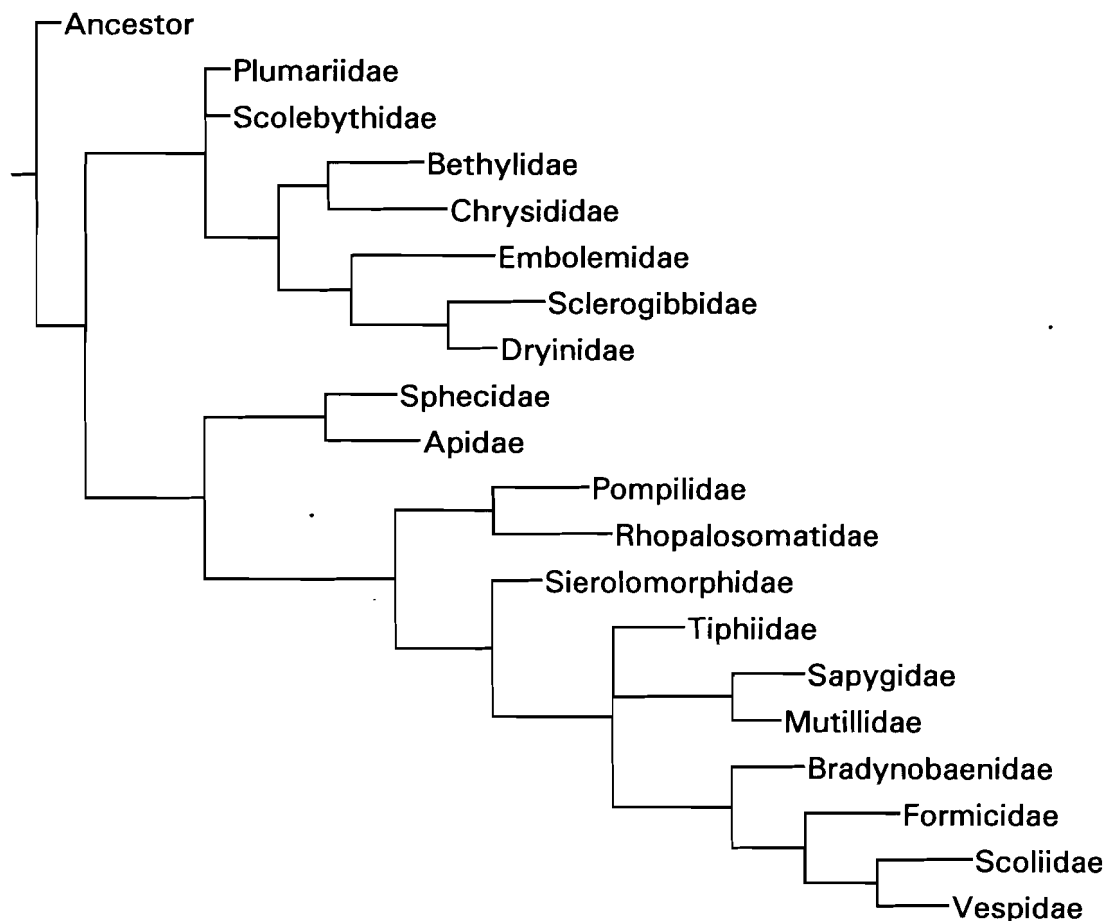 Ancestor
Plumariidae
Scolebythidae
Bethylidae
Chrysididae
Embolemidae
Sclerogibbidae
Dryinidae
Sphecidae
Apidae
Pompilidae
Rhopalosomatidae
Sierolomorphidae
Tiphiidae
Sapygidae
Mutillidae
Bradynobaenidae
Formicidae
Scoliidae
Vespidae